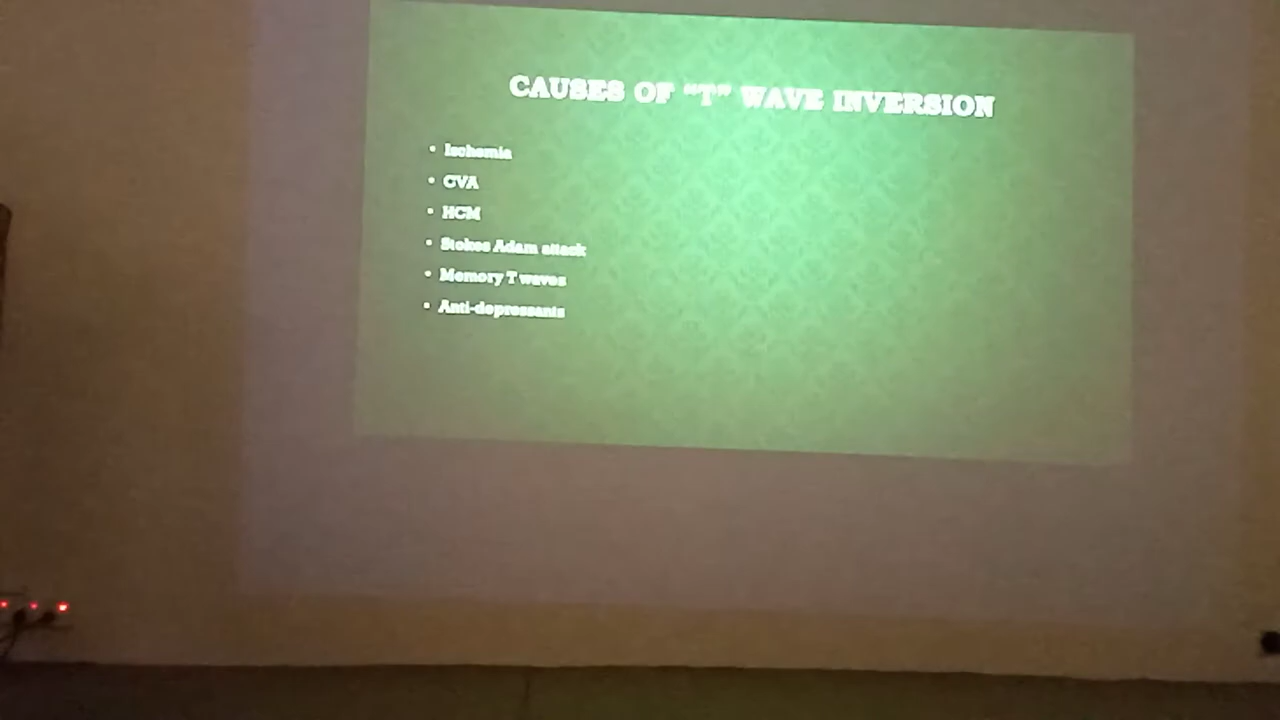 CAUSES OF “T” WAVE INVERSION
• Ischemia
• CVA
• HCM
• Stokes Adam attack
• Memory T waves
• Anti-depressants